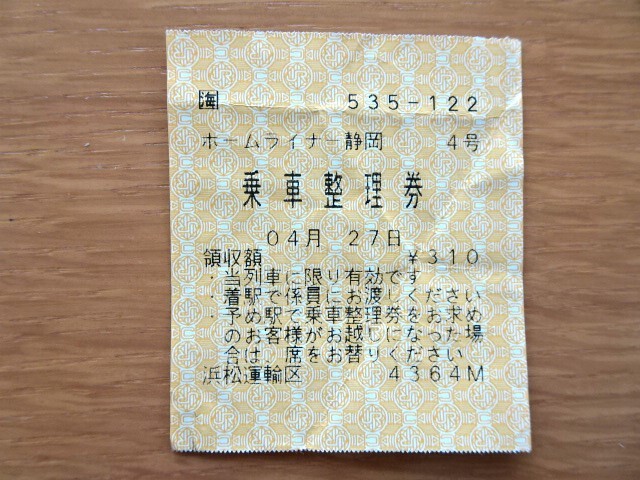 海 535-122
ホームライナー静岡 4号
乗車整理券
04月 27日
領収額 ¥310
・当列車に限り有効です
・着駅で係員にお渡しください
・予め駅で乗車整理券をお求め
のお客様がお越しになった場
合は、席をお替りください
浜松運輸区 4364M